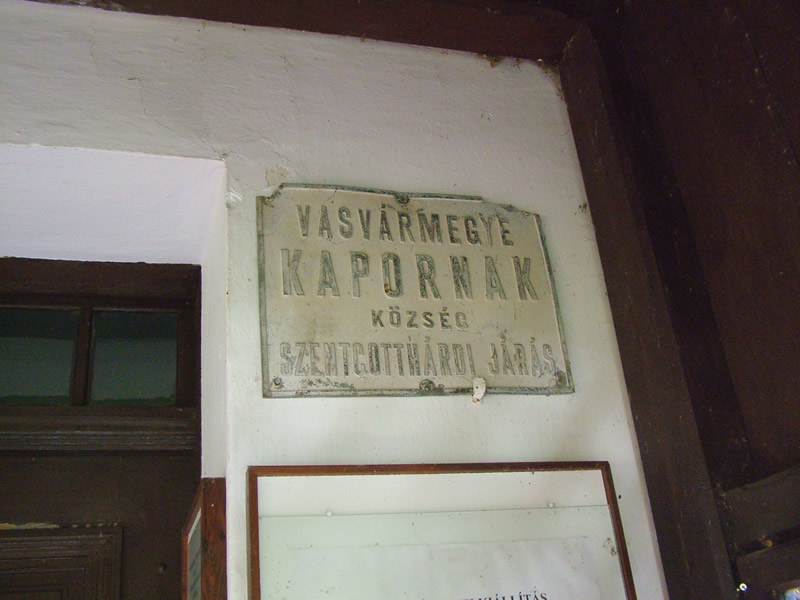 VASVÁRMEGYE
KAPORNAK
KÖZSÉG
SZENTGOTTHÁRDI JÁRÁS